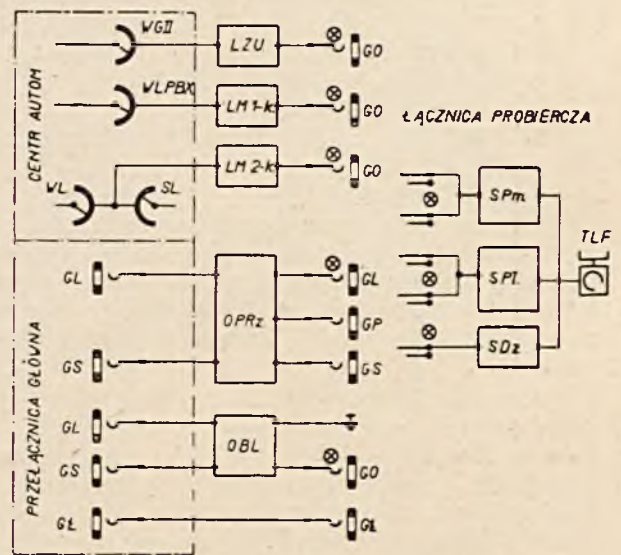 CENTR AUTOM
WGII
LZU
GO
WLPBX
LM 1-k
GO
ŁĄCZNICA PROBIERCZA
LM 2-k
GO
WL
SL
SPm.
TLF
SPł.
SDz
PRZEŁĄCZNICA GŁÓWNA
GL
OPRz
GL
GP
GS
GS
GL
OBL
GS
GO
GŁ
GŁ